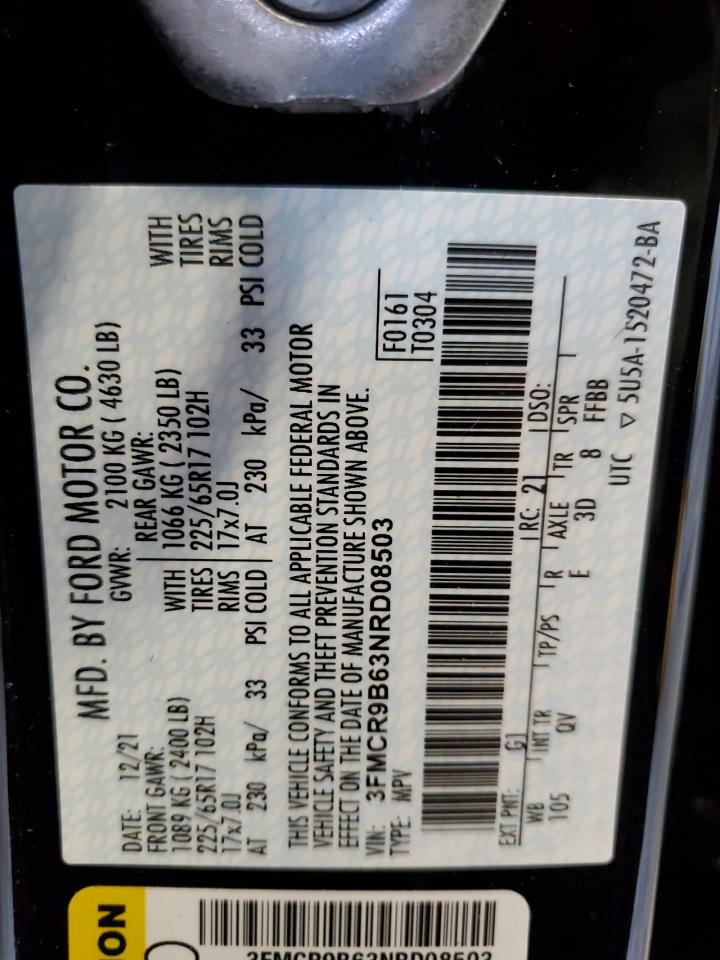 MFD. BY FORD MOTOR CO.
DATE: 12/21 GVWR: 2100 KG ( 4630 LB)
FRONT GAWR: REAR GAWR:
1089 KG ( 2400 LB) WITH 1066 KG ( 2350 LB) WITH
225/65R17 102H TIRES 225/65R17 102H TIRES
17x7.0J RIMS 17x7.0J RIMS
AT 230 kPa/ 33 PSI COLD AT 230 kPa/ 33 PSI COLD
THIS VEHICLE CONFORMS TO ALL APPLICABLE FEDERAL MOTOR
VEHICLE SAFETY AND THEFT PREVENTION STANDARDS IN
EFFECT ON THE DATE OF MANUFACTURE SHOWN ABOVE.
VIN: 3FMCR9B63NRD08503 F0161
TYPE: MPV T0304
EXT PNT: G1 RC: 21 DSO:
WB INT TR TP/PS R AXLE TR SPR
105 QV E 3D 8 FFBB
UTC ▽ 5U5A-1520472-BA
ION
3FMCR9B63NRD08503